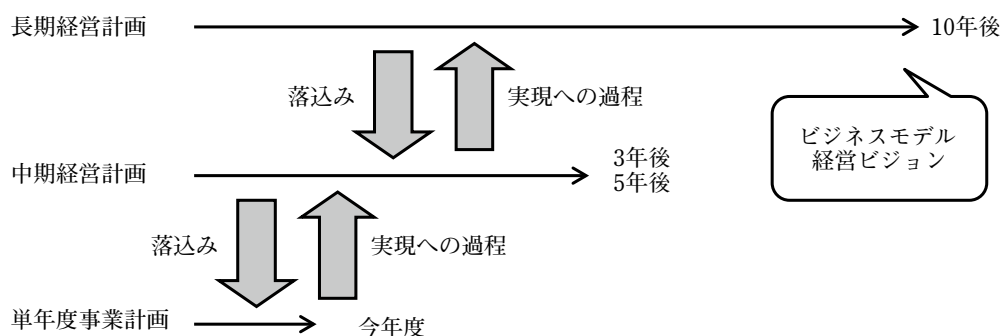 長期経営計画
10年後
落込み
実現への過程
ビジネスモデル
経営ビジョン
中期経営計画
3年後
5年後
落込み
実現への過程
単年度事業計画
今年度